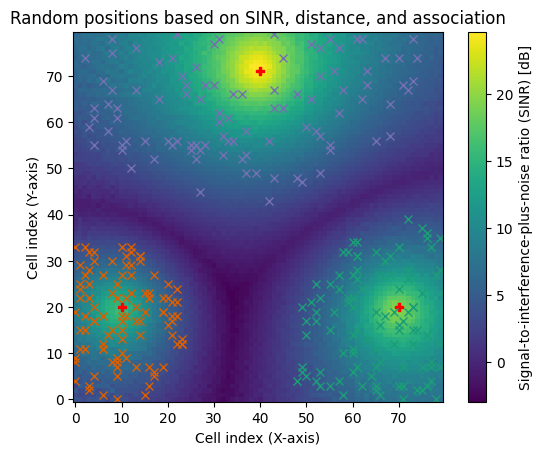 Random positions based on SINR, distance, and association
70
60
50
40
30
20
10
0
Cell index (Y-axis)
0 10 20 30 40 50 60 70
Cell index (X-axis)
20
15
10
5
0
Signal-to-interference-plus-noise ratio (SINR) [dB]